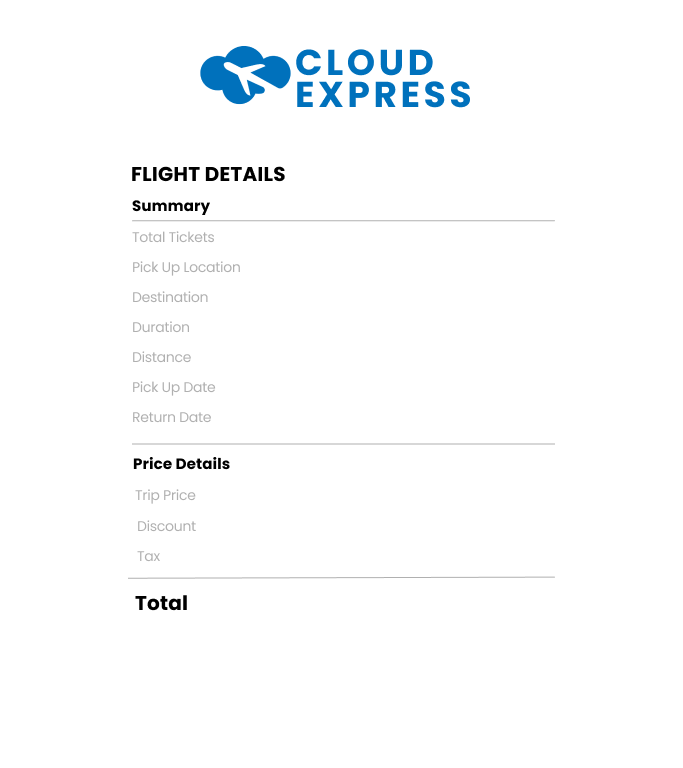 CLOUD
EXPRESS
FLIGHT DETAILS
Summary
Total Tickets
Pick Up Location
Destination
Duration
Distance
Pick Up Date
Return Date
Price Details
Trip Price
Discount
Tax
Total